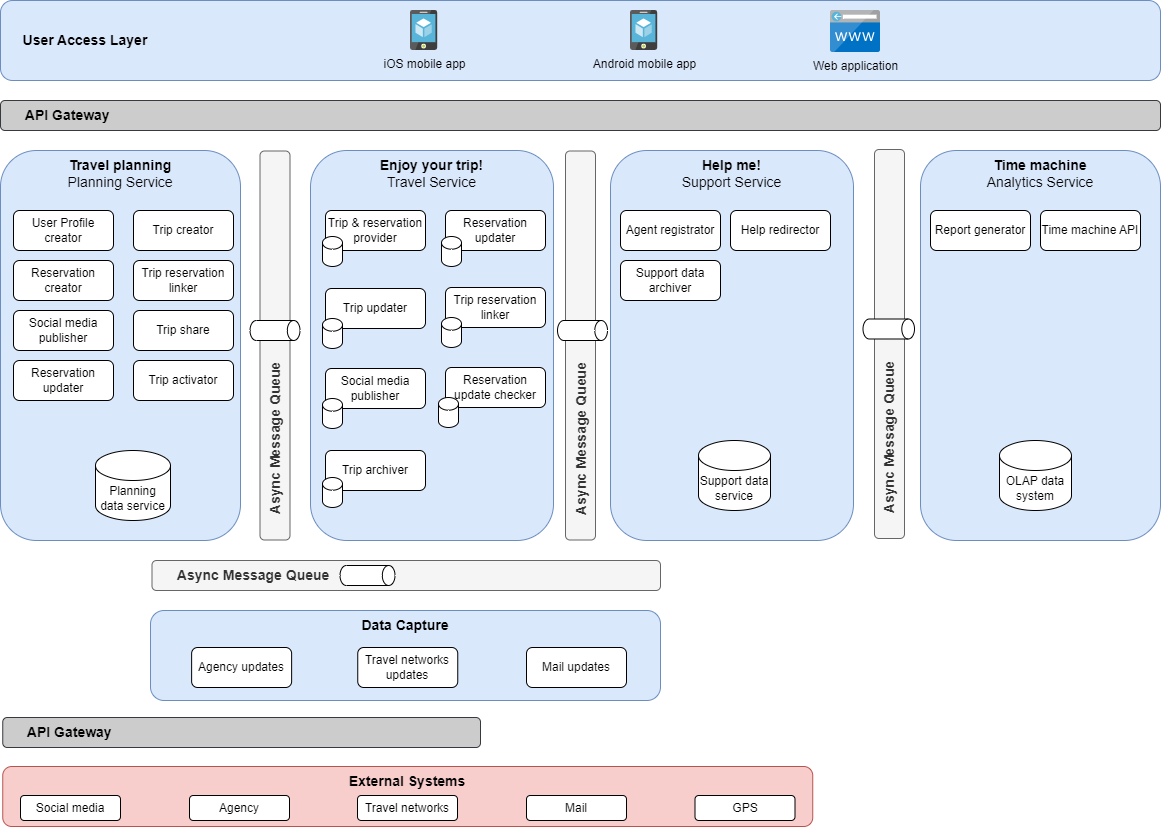 User Access Layer
iOS mobile app
Android mobile app
WWW
Web application
API Gateway
Travel planning
Planning Service
User Profile
creator
Trip creator
Reservation
creator
Trip reservation
linker
Social media
publisher
Trip share
Reservation
updater
Trip activator
Planning
data service
Async Message Queue
Enjoy your trip!
Travel Service
Trip & reservation
provider
Reservation
updater
Trip updater
Trip reservation
linker
Social media
publisher
Reservation
update checker
Trip archiver
Async Message Queue
Help me!
Support Service
Agent registrator
Help redirector
Support data
archiver
Support data
service
Async Message Queue
Time machine
Analytics Service
Report generator
Time machine API
OLAP data
system
Async Message Queue
Data Capture
Agency updates
Travel networks
updates
Mail updates
API Gateway
External Systems
Social media
Agency
Travel networks
Mail
GPS